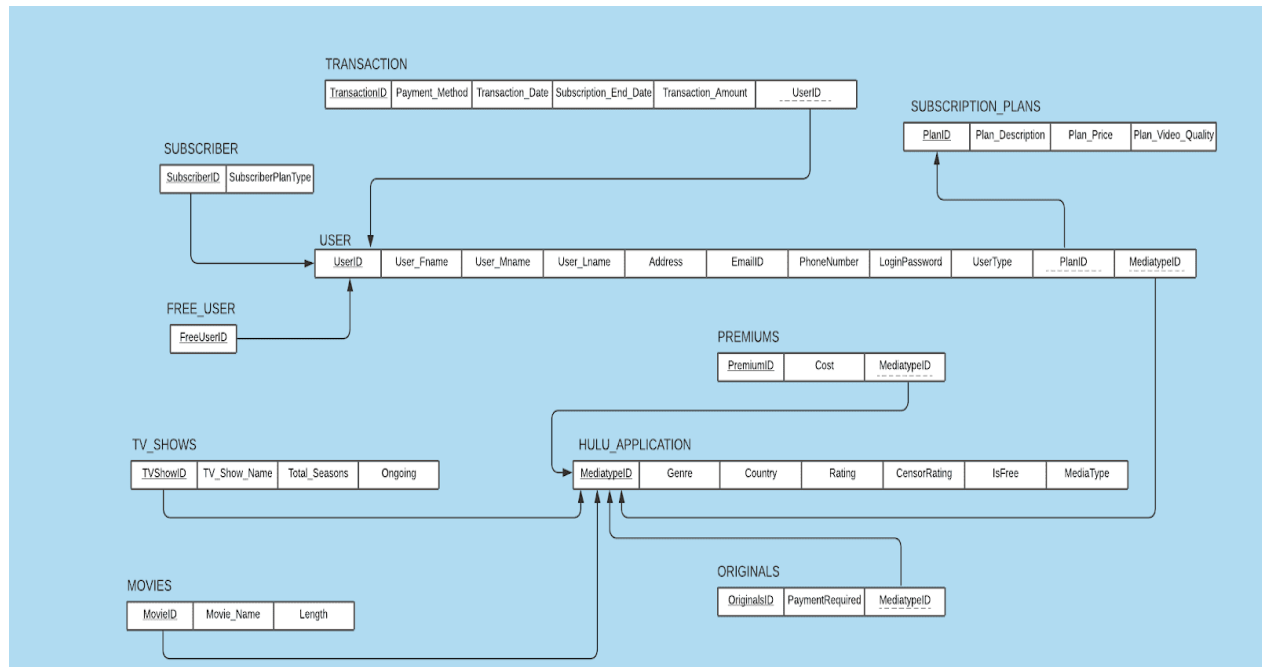 TRANSACTION
TransactionID Payment_Method Transaction_Date Subscription_End_Date Transaction_Amount UserID
SUBSCRIPTION_PLANS
PlanID Plan_Description Plan_Price Plan_Video_Quality
SUBSCRIBER
SubscriberID SubscriberPlanType
USER
UserID User_Fname User_Mname User_Lname Address EmailID PhoneNumber LoginPassword UserType PlanID MediatypeID
FREE_USER
FreeUserID
PREMIUMS
PremiumID Cost MediatypeID
TV_SHOWS
TVShowID TV_Show_Name Total_Seasons Ongoing
HULU_APPLICATION
MediatypeID Genre Country Rating CensorRating IsFree MediaType
ORIGINALS
OriginalsID PaymentRequired MediatypeID
MOVIES
MovieID Movie_Name Length